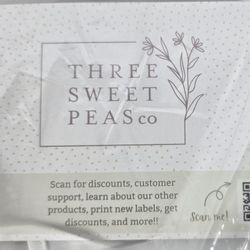 THREE
SWEET
PEAS co
Scan for discounts, customer
support, learn about our other
products, print new labels, get
discounts, and more!!
Scan me!